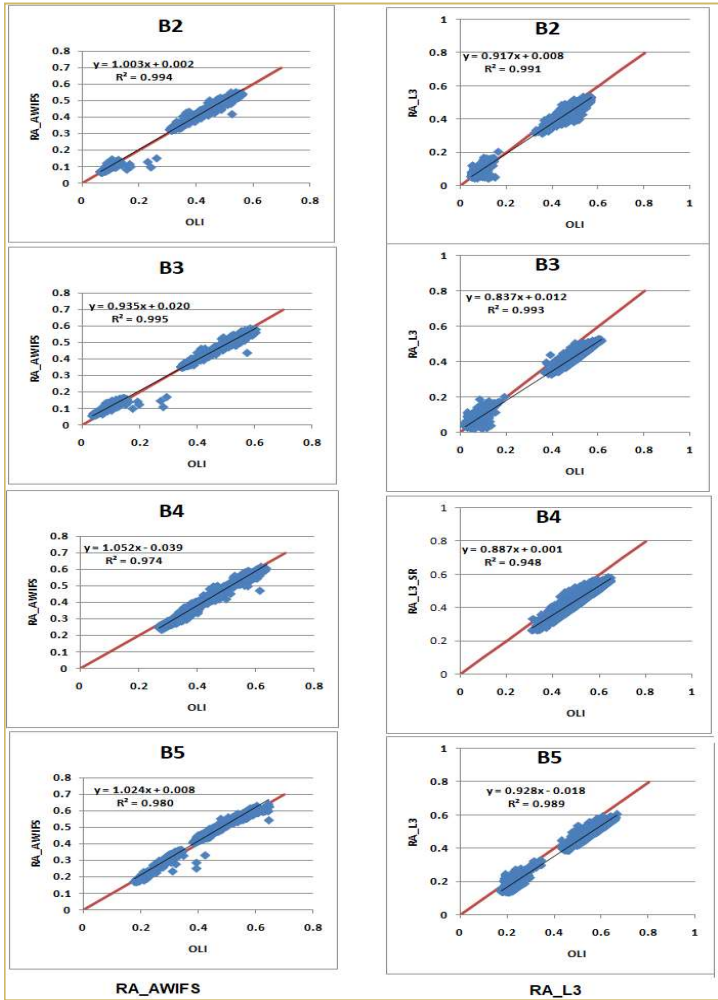 B2
y = 1.003x + 0.002
R² = 0.994
RA_AWIFS
0.8
0.7
0.6
0.5
0.4
0.3
0.2
0.1
0
0 0.2 0.4 0.6 0.8
OLI
B2
y = 0.917x + 0.008
R² = 0.991
RA_L3
1
0.8
0.6
0.4
0.2
0
0 0.2 0.4 0.6 0.8 1
OLI
B3
y = 0.935x + 0.020
R² = 0.995
RA_AWIFS
0.8
0.7
0.6
0.5
0.4
0.3
0.2
0.1
0
0 0.2 0.4 0.6 0.8
OLI
B3
y = 0.837x + 0.012
R² = 0.993
RA_L3
1
0.8
0.6
0.4
0.2
0
0 0.2 0.4 0.6 0.8 1
OLI
B4
y = 1.052x - 0.039
R² = 0.974
RA_AWIFS
0.8
0.7
0.6
0.5
0.4
0.3
0.2
0.1
0
0 0.2 0.4 0.6 0.8
OLI
B4
y = 0.887x + 0.001
R² = 0.948
RA_L3_SR
1
0.8
0.6
0.4
0.2
0
0 0.2 0.4 0.6 0.8 1
OLI
B5
y = 1.024x + 0.008
R² = 0.980
RA_AWIFS
0.8
0.7
0.6
0.5
0.4
0.3
0.2
0.1
0
0 0.2 0.4 0.6 0.8
OLI
B5
y = 0.928x - 0.018
R² = 0.989
RA_L3
1
0.8
0.6
0.4
0.2
0
0 0.2 0.4 0.6 0.8 1
OLI
RA_AWIFS
RA_L3